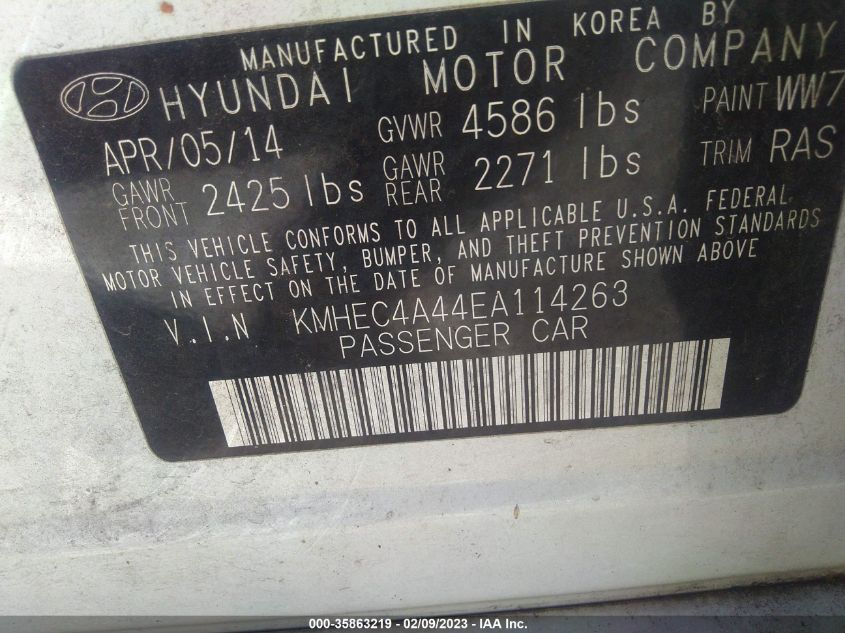 MANUFACTURED IN KOREA BY
HYUNDAI MOTOR COMPANY
APR/05/14 GVWR 4586 lbs PAINT WW7
GAWR FRONT 2425 lbs GAWR REAR 2271 lbs TRIM RAS
THIS VEHICLE CONFORMS TO ALL APPLICABLE U.S.A. FEDERAL
MOTOR VEHICLE SAFETY, BUMPER, AND THEFT PREVENTION STANDARDS
IN EFFECT ON THE DATE OF MANUFACTURE SHOWN ABOVE
V.I.N KMHEC4A44EA114263
PASSENGER CAR
000-35863219 - 02/09/2023 - IAA Inc.